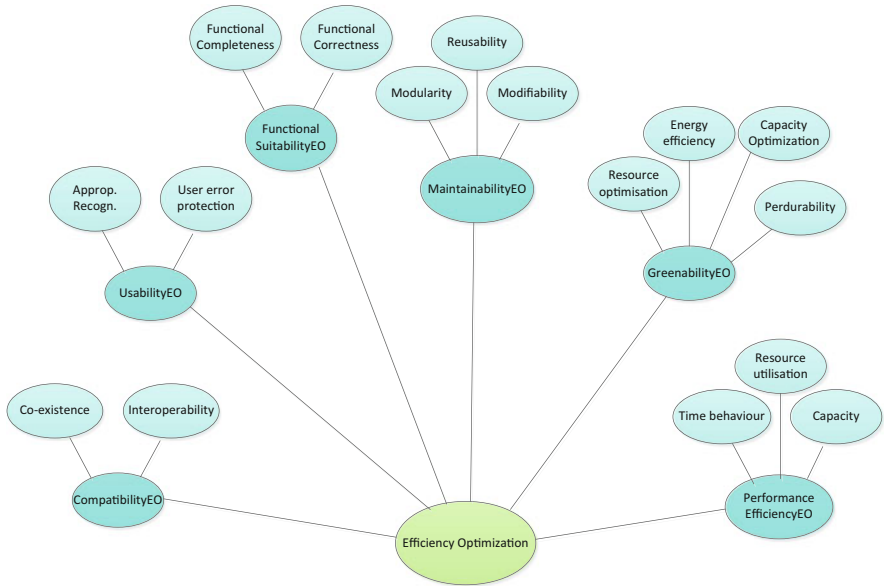 Functional
Completeness
Functional
Correctness
Functional
SuitabilityEO
Reusability
Modularity
Modifiability
MaintainabilityEO
Energy
efficiency
Capacity
Optimization
Resource
optimisation
Perdurability
GreenabilityEO
Approp.
Recogn.
User error
protection
UsabilityEO
Co-existence
Interoperability
CompatibilityEO
Resource
utilisation
Time behaviour
Capacity
Performance
EfficiencyEO
Efficiency Optimization